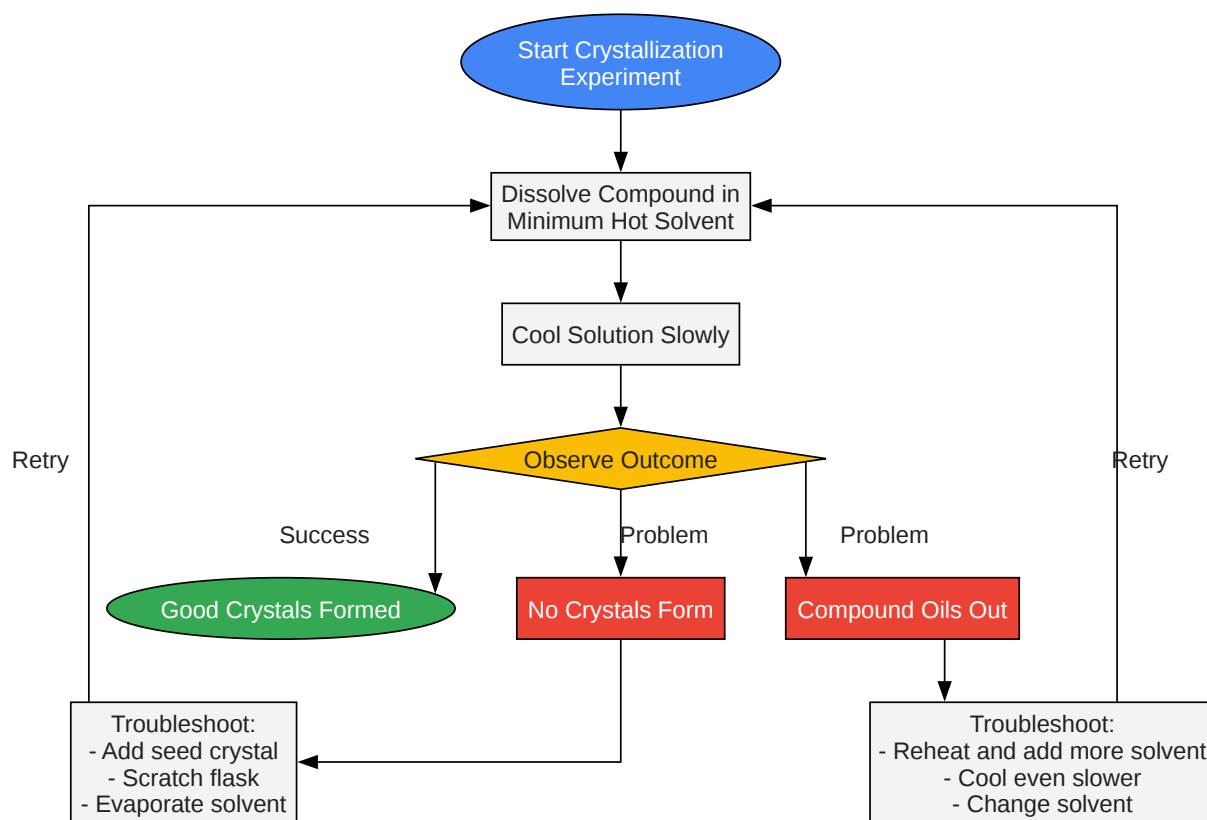 Start Crystallization
Experiment
Dissolve Compound in
Minimum Hot Solvent
Cool Solution Slowly
Retry
Observe Outcome
Retry
Success
Problem
Problem
Good Crystals Formed
No Crystals Form
Compound Oils Out
Troubleshoot:
- Add seed crystal
- Scratch flask
- Evaporate solvent
Troubleshoot:
- Reheat and add more solvent
- Cool even slower
- Change solvent